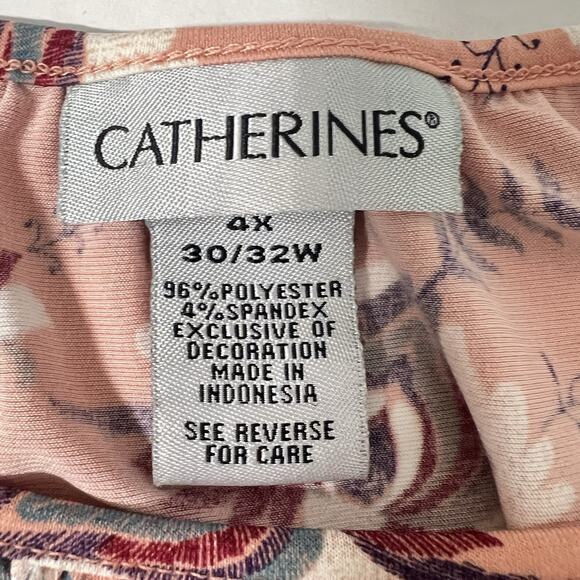 CATHERINES®
4X
30/32W
96%POLYESTER
4%SPANDEX
EXCLUSIVE OF
DECORATION
MADE IN
INDONESIA
SEE REVERSE
FOR CARE